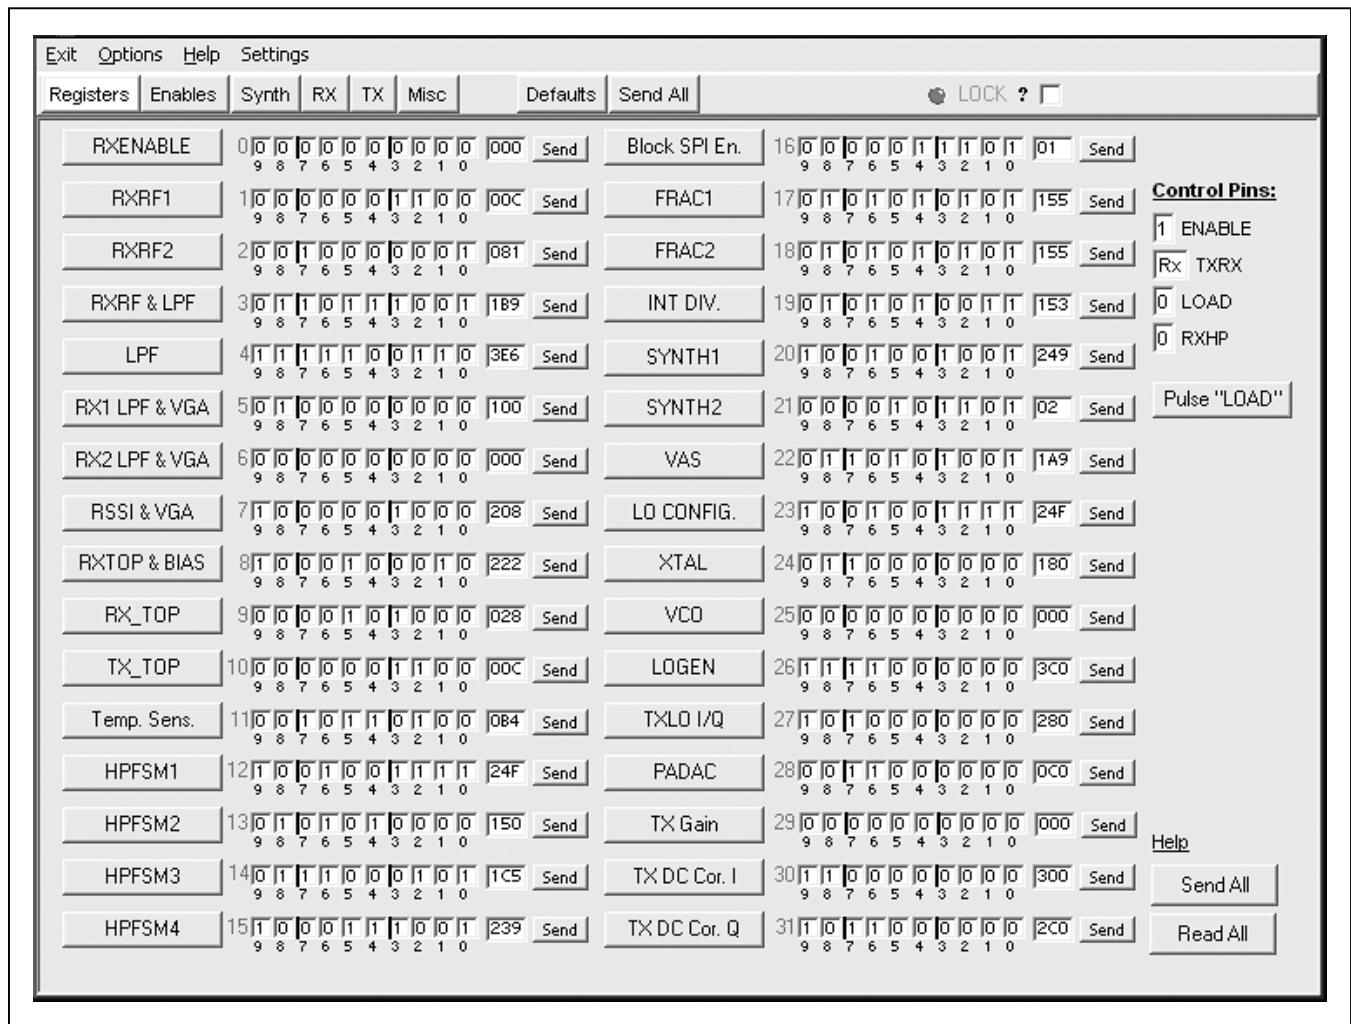 Exit Options Help Settings
Registers Enables Synth RX TX Misc Defaults Send All LOCK ?
RXENABLE 0 0 0 0 0 0 0 0 0 0 0 000 Send Block SPI En. 16 0 0 0 0 0 1 1 1 0 1 01 Send
9 8 7 6 5 4 3 2 1 0 9 8 7 6 5 4 3 2 1 0
RXRF1 1 0 0 0 0 0 0 1 1 0 0 00C Send FRAC1 17 0 1 0 1 0 1 0 1 0 1 155 Send Control Pins:
9 8 7 6 5 4 3 2 1 0 9 8 7 6 5 4 3 2 1 0
1 ENABLE
RXRF2 2 0 0 1 0 0 0 0 0 0 1 081 Send FRAC2 18 0 1 0 1 0 1 0 1 0 1 155 Send
9 8 7 6 5 4 3 2 1 0 9 8 7 6 5 4 3 2 1 0 Rx TXRX
RXRF & LPF 3 0 1 1 0 1 1 1 0 0 1 1B9 Send INT DIV. 19 0 1 0 1 0 1 0 0 1 1 153 Send 0 LOAD
9 8 7 6 5 4 3 2 1 0 9 8 7 6 5 4 3 2 1 0
0 RXHP
LPF 4 1 1 1 1 1 0 0 1 1 0 3E6 Send SYNTH1 20 1 0 0 1 0 0 1 0 0 1 249 Send
9 8 7 6 5 4 3 2 1 0 9 8 7 6 5 4 3 2 1 0
RX1 LPF & VGA 5 0 1 0 0 0 0 0 0 0 0 100 Send SYNTH2 21 0 0 0 0 1 0 1 1 0 1 02 Send Pulse "LOAD"
9 8 7 6 5 4 3 2 1 0 9 8 7 6 5 4 3 2 1 0
RX2 LPF & VGA 6 0 0 0 0 0 0 0 0 0 0 000 Send VAS 22 0 1 1 0 1 0 1 0 0 1 1A9 Send
9 8 7 6 5 4 3 2 1 0 9 8 7 6 5 4 3 2 1 0
RSSI & VGA 7 1 0 0 0 0 0 1 0 0 0 208 Send LO CONFIG. 23 1 0 0 1 0 0 1 1 1 1 24F Send
9 8 7 6 5 4 3 2 1 0 9 8 7 6 5 4 3 2 1 0
RXTOP & BIAS 8 1 0 0 0 1 0 0 0 1 0 222 Send XTAL 24 0 1 1 0 0 0 0 0 0 0 180 Send
9 8 7 6 5 4 3 2 1 0 9 8 7 6 5 4 3 2 1 0
RX_TOP 9 0 0 0 0 1 0 1 0 0 0 028 Send VCO 25 0 0 0 0 0 0 0 0 0 0 000 Send
9 8 7 6 5 4 3 2 1 0 9 8 7 6 5 4 3 2 1 0
TX_TOP 10 0 0 0 0 0 0 1 1 0 0 00C Send LOGEN 26 1 1 1 1 0 0 0 0 0 0 3C0 Send
9 8 7 6 5 4 3 2 1 0 9 8 7 6 5 4 3 2 1 0
Temp. Sens. 11 0 0 1 0 1 1 0 1 0 0 0B4 Send TXLO I/Q 27 1 0 1 0 0 0 0 0 0 0 280 Send
9 8 7 6 5 4 3 2 1 0 9 8 7 6 5 4 3 2 1 0
HPFSM1 12 1 0 0 1 0 0 1 1 1 1 24F Send PADAC 28 0 0 1 1 0 0 0 0 0 0 0C0 Send
9 8 7 6 5 4 3 2 1 0 9 8 7 6 5 4 3 2 1 0
HPFSM2 13 0 1 0 1 0 1 0 0 0 0 150 Send TX Gain 29 0 0 0 0 0 0 0 0 0 0 000 Send
9 8 7 6 5 4 3 2 1 0 9 8 7 6 5 4 3 2 1 0 Help
HPFSM3 14 0 1 1 1 0 0 0 1 0 1 1C5 Send TX DC Cor. I 30 1 1 0 0 0 0 0 0 0 0 300 Send Send All
9 8 7 6 5 4 3 2 1 0 9 8 7 6 5 4 3 2 1 0
HPFSM4 15 1 0 0 0 1 1 1 0 0 1 239 Send TX DC Cor. Q 31 1 0 1 1 0 0 0 0 0 0 2C0 Send Read All
9 8 7 6 5 4 3 2 1 0 9 8 7 6 5 4 3 2 1 0